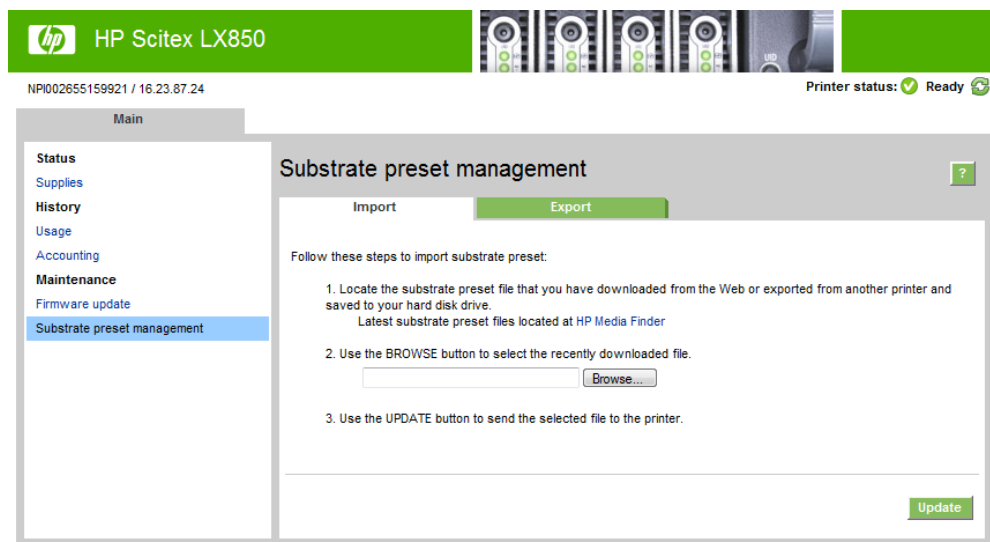 hp HP Scitex LX850
UID
NPI002655159921 / 16.23.87.24
Printer status: Ready
Main
Status
Supplies
History
Usage
Accounting
Maintenance
Firmware update
Substrate preset management
Substrate preset management
?
Import Export
Follow these steps to import substrate preset:
1. Locate the substrate preset file that you have downloaded from the Web or exported from another printer and
saved to your hard disk drive.
Latest substrate preset files located at HP Media Finder
2. Use the BROWSE button to select the recently downloaded file.
Browse...
3. Use the UPDATE button to send the selected file to the printer.
Update